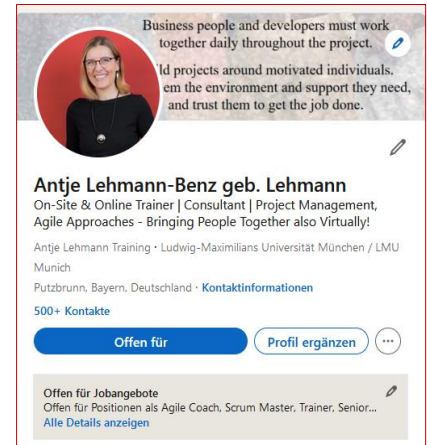 Business people and developers must work
together daily throughout the project.
ld projects around motivated individuals.
em the environment and support they need,
and trust them to get the job done.
Antje Lehmann-Benz geb. Lehmann
On-Site & Online Trainer | Consultant | Project Management,
Agile Approaches - Bringing People Together also Virtually!
Antje Lehmann Training • Ludwig-Maximilians Universität München / LMU
Munich
Putzbrunn, Bayern, Deutschland • Kontaktinformationen
500+ Kontakte
Offen für
Profil ergänzen
Offen für Jobangebote
Offen für Positionen als Agile Coach, Scrum Master, Trainer, Senior...
Alle Details anzeigen